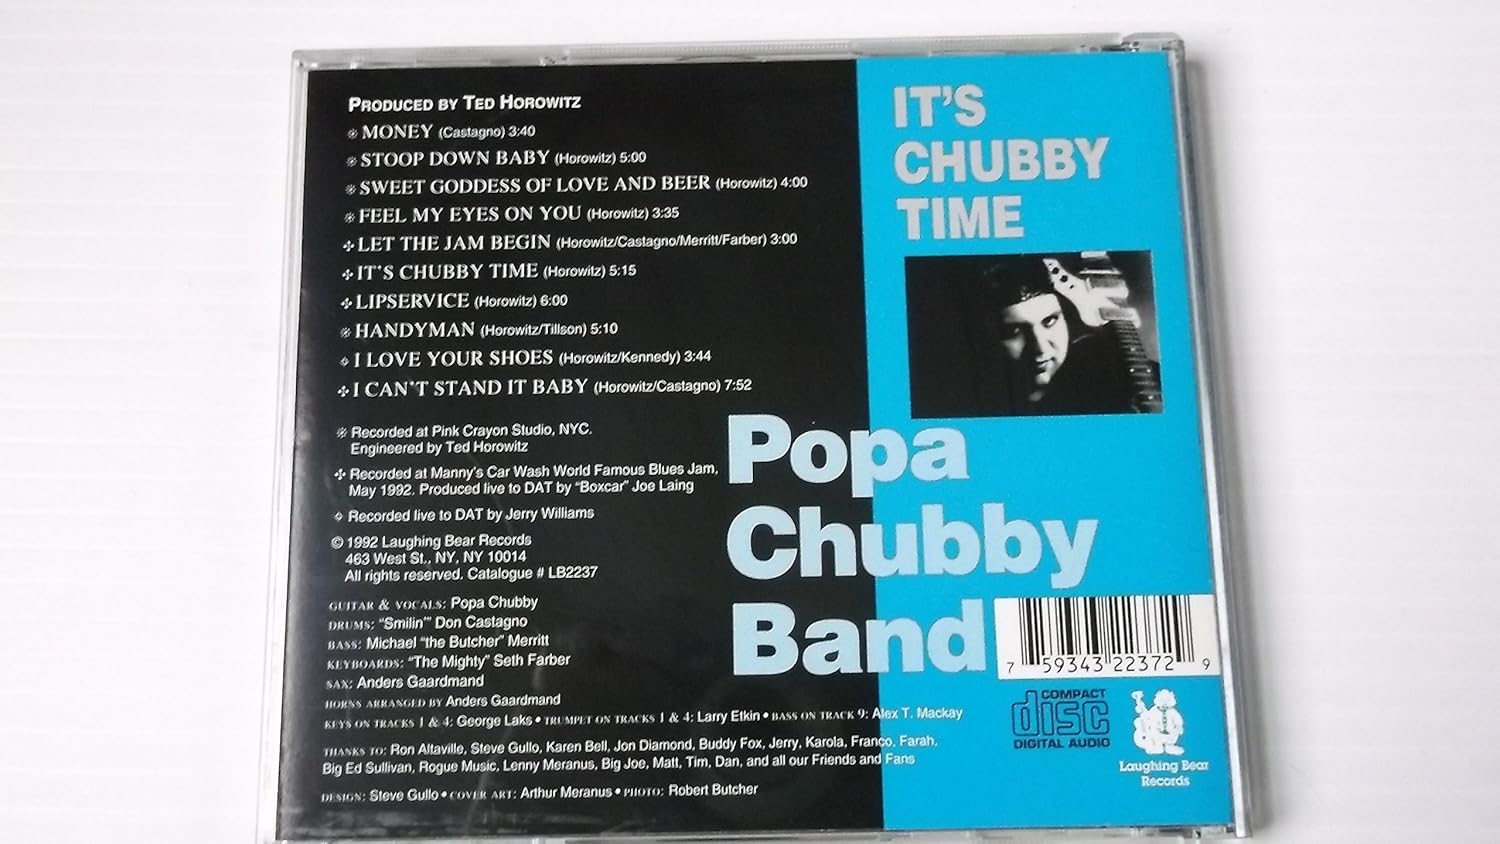 PRODUCED BY TED HOROWITZ
❊ MONEY (Castagno) 3:40
❊ STOOP DOWN BABY (Horowitz) 5:00
❊ SWEET GODDESS OF LOVE AND BEER (Horowitz) 4:00
❊ FEEL MY EYES ON YOU (Horowitz) 3:35
✣ LET THE JAM BEGIN (Horowitz/Castagno/Merritt/Farber) 3:00
✣ IT'S CHUBBY TIME (Horowitz) 5:15
✣ LIPSERVICE (Horowitz) 6:00
❊ HANDYMAN (Horowitz/Tillson) 5:10
⋄ I LOVE YOUR SHOES (Horowitz/Kennedy) 3:44
✣ I CAN'T STAND IT BABY (Horowitz/Castagno) 7:52
❊ Recorded at Pink Crayon Studio, NYC.
Engineered by Ted Horowitz
✣ Recorded at Manny's Car Wash World Famous Blues Jam,
May 1992. Produced live to DAT by "Boxcar" Joe Laing
⋄ Recorded live to DAT by Jerry Williams
© 1992 Laughing Bear Records
463 West St., NY, NY 10014
All rights reserved. Catalogue # LB2237
GUITAR & VOCALS: Popa Chubby
DRUMS: "Smilin'" Don Castagno
BASS: Michael "the Butcher" Merritt
KEYBOARDS: "The Mighty" Seth Farber
SAX: Anders Gaardmand
HORNS ARRANGED BY Anders Gaardmand
KEYS ON TRACKS 1 & 4: George Laks • TRUMPET ON TRACKS 1 & 4: Larry Etkin • BASS ON TRACK 9: Alex T. Mackay
THANKS TO: Ron Altaville, Steve Gullo, Karen Bell, Jon Diamond, Buddy Fox, Jerry, Karola, Franco, Farah,
Big Ed Sullivan, Rogue Music, Lenny Meranus, Big Joe, Matt, Tim, Dan, and all our Friends and Fans
DESIGN: Steve Gullo • COVER ART: Arthur Meranus • PHOTO: Robert Butcher
IT'S
CHUBBY
TIME
Popa
Chubby
Band
7 59343 22372 9
COMPACT
disc
DIGITAL AUDIO
Laughing Bear
Records